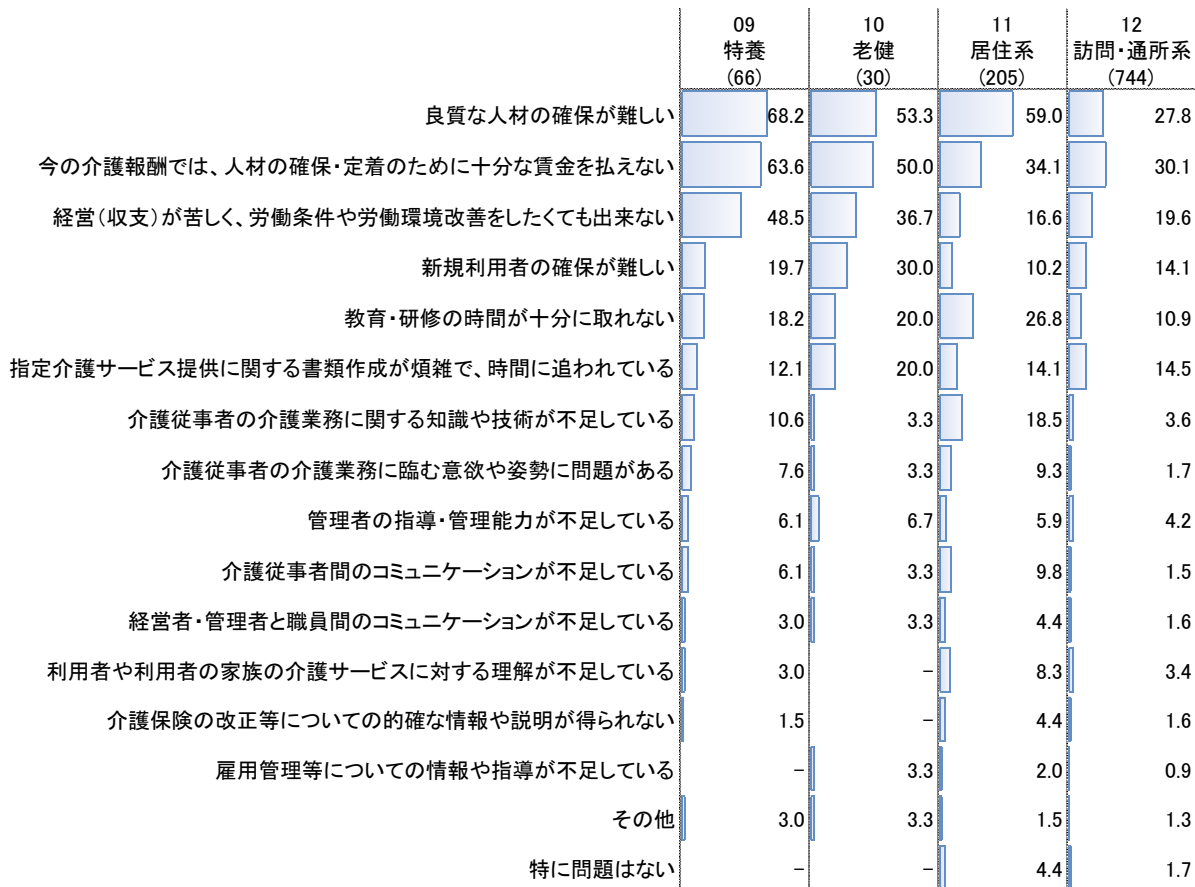 09 10 11 12
特養 老健 居住系 訪問・通所系
(66) (30) (205) (744)
良質な人材の確保が難しい 68.2 53.3 59.0 27.8
今の介護報酬では、人材の確保・定着のために十分な賃金を払えない 63.6 50.0 34.1 30.1
経営(収支)が苦しく、労働条件や労働環境改善をしたくても出来ない 48.5 36.7 16.6 19.6
新規利用者の確保が難しい 19.7 30.0 10.2 14.1
教育・研修の時間が十分に取れない 18.2 20.0 26.8 10.9
指定介護サービス提供に関する書類作成が煩雑で、時間に追われている 12.1 20.0 14.1 14.5
介護従事者の介護業務に関する知識や技術が不足している 10.6 3.3 18.5 3.6
介護従事者の介護業務に臨む意欲や姿勢に問題がある 7.6 3.3 9.3 1.7
管理者の指導・管理能力が不足している 6.1 6.7 5.9 4.2
介護従事者間のコミュニケーションが不足している 6.1 3.3 9.8 1.5
経営者・管理者と職員間のコミュニケーションが不足している 3.0 3.3 4.4 1.6
利用者や利用者の家族の介護サービスに対する理解が不足している 3.0 - 8.3 3.4
介護保険の改正等についての的確な情報や説明が得られない 1.5 - 4.4 1.6
雇用管理等についての情報や指導が不足している - 3.3 2.0 0.9
その他 3.0 3.3 1.5 1.3
特に問題はない - - 4.4 1.7